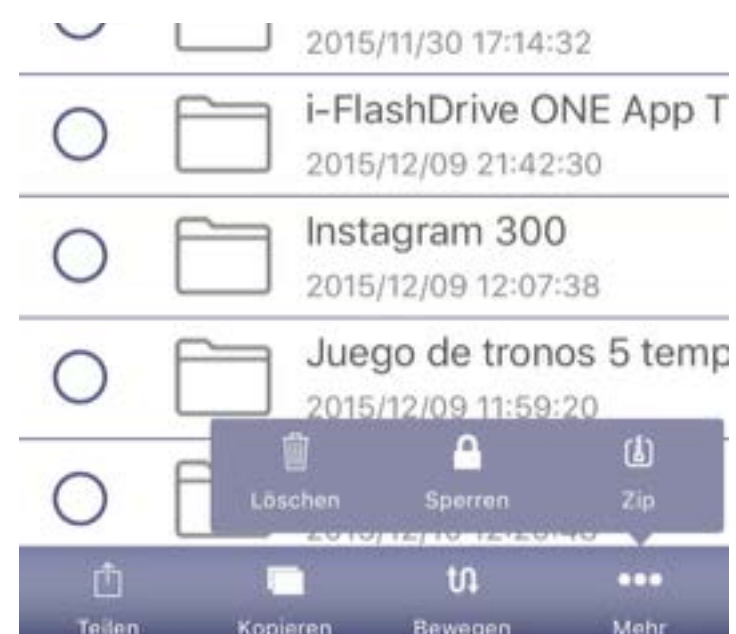 2015/11/30 17:14:32
i-FlashDrive ONE App T
2015/12/09 21:42:30
Instagram 300
2015/12/09 12:07:38
Juego de tronos 5 temp
2015/12/09 11:59:20
Löschen Sperren Zip
Teilen Kopieren Bewegen Mehr